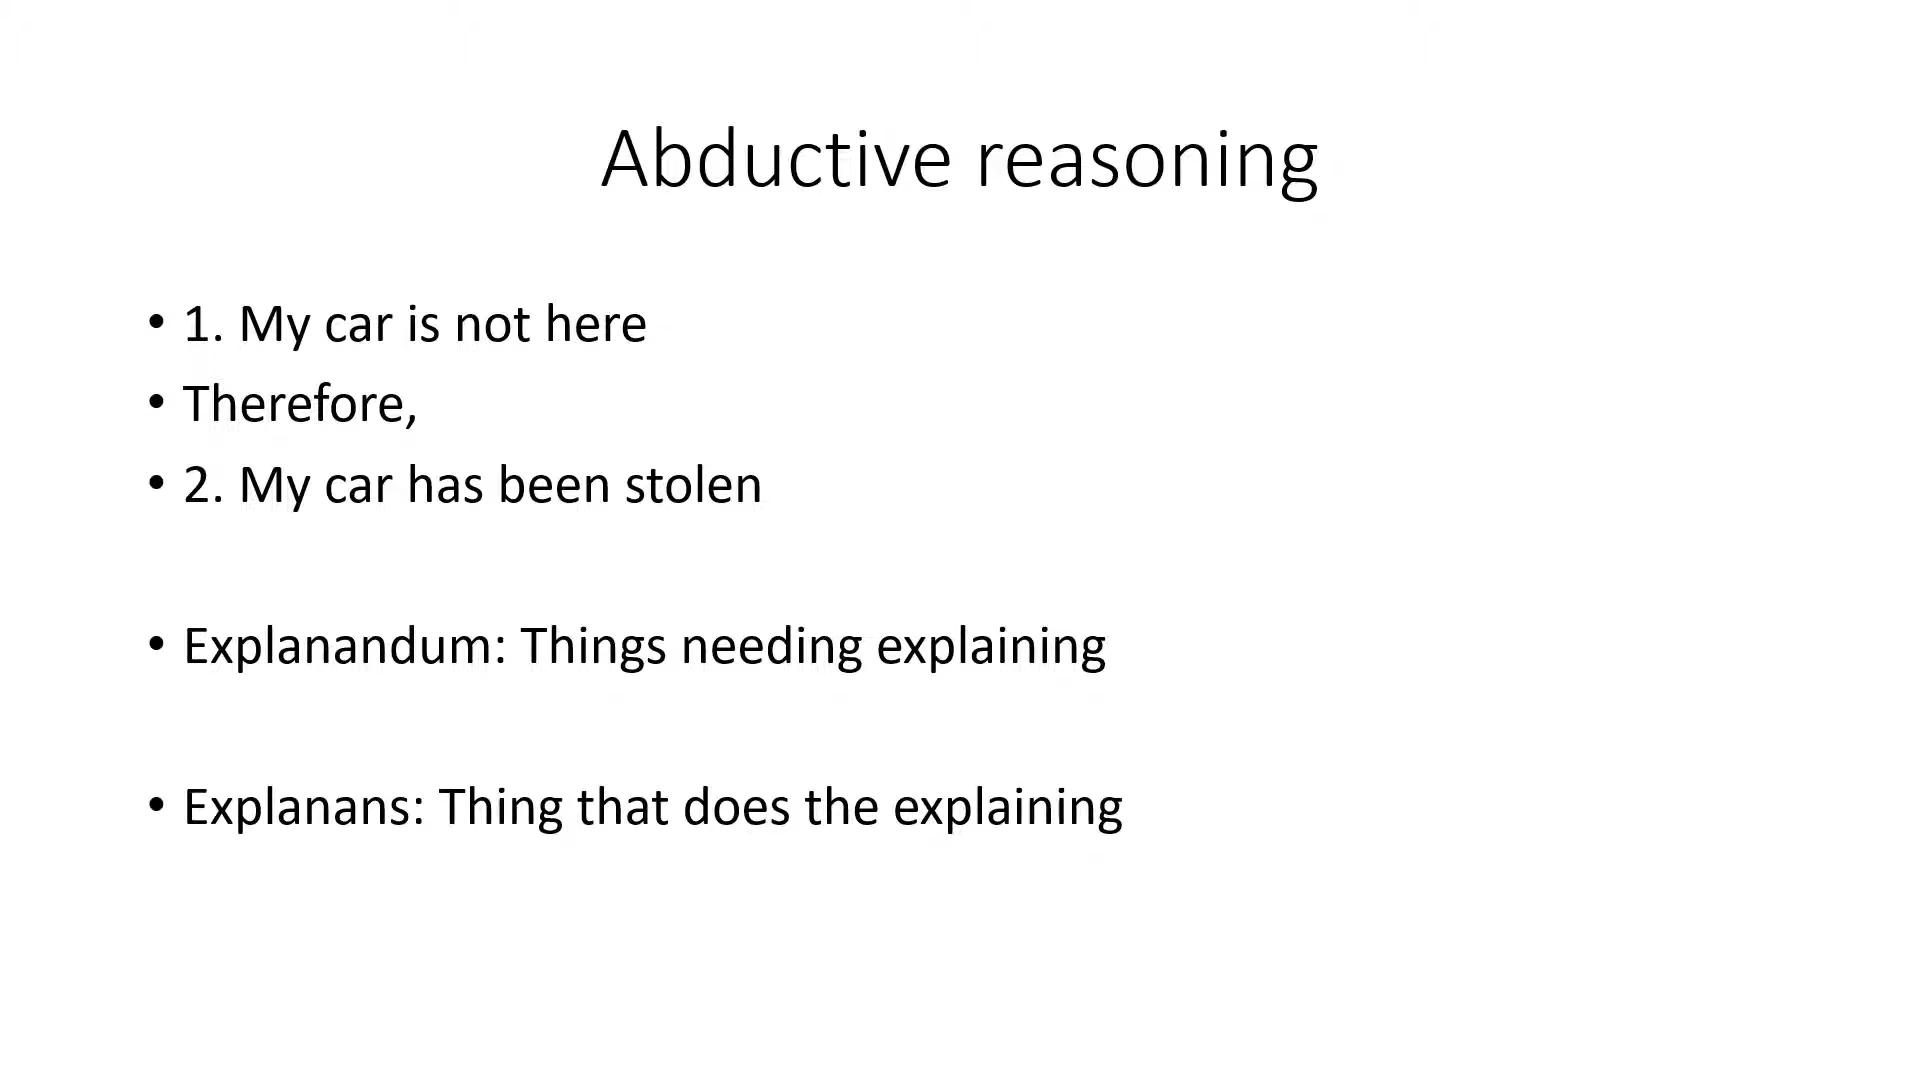 Abductive reasoning
• 1. My car is not here
• Therefore,
• 2. My car has been stolen
• Explanandum: Things needing explaining
• Explanans: Thing that does the explaining